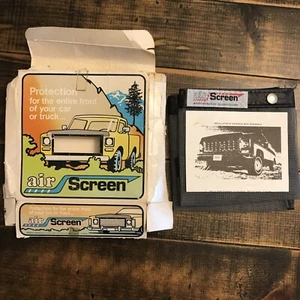 Protection
for the entire front
of your car
or truck...
air
Screen
air
Screen
air
Screen